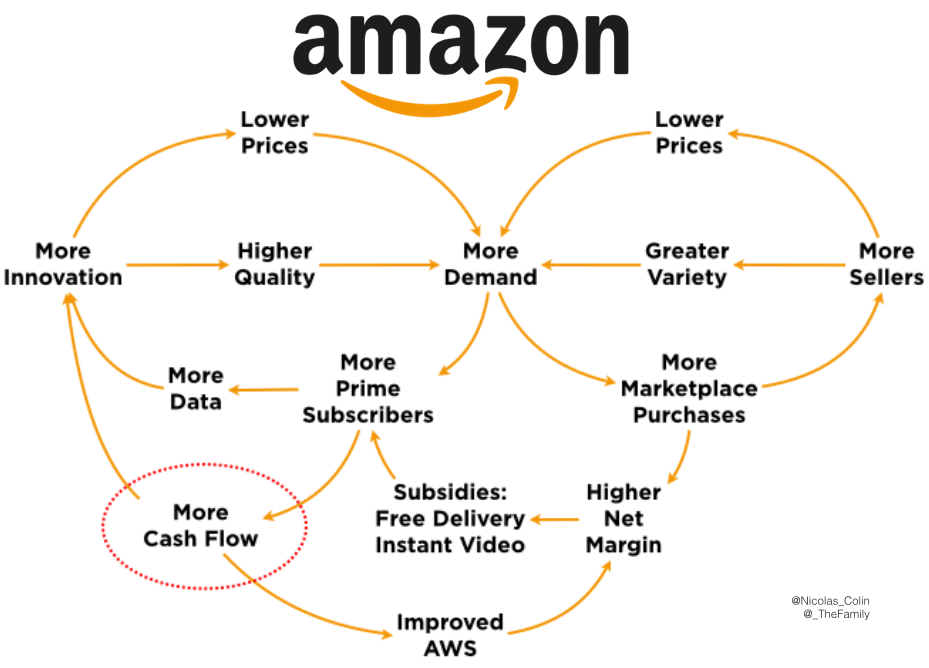 amazon
Lower
Prices
Lower
Prices
More
Innovation
Higher
Quality
More
Demand
Greater
Variety
More
Sellers
More
Data
More
Prime
Subscribers
More
Marketplace
Purchases
More
Cash Flow
Subsidies:
Free Delivery
Instant Video
Higher
Net
Margin
Improved
AWS
@Nicolas_Colin
@_TheFamily